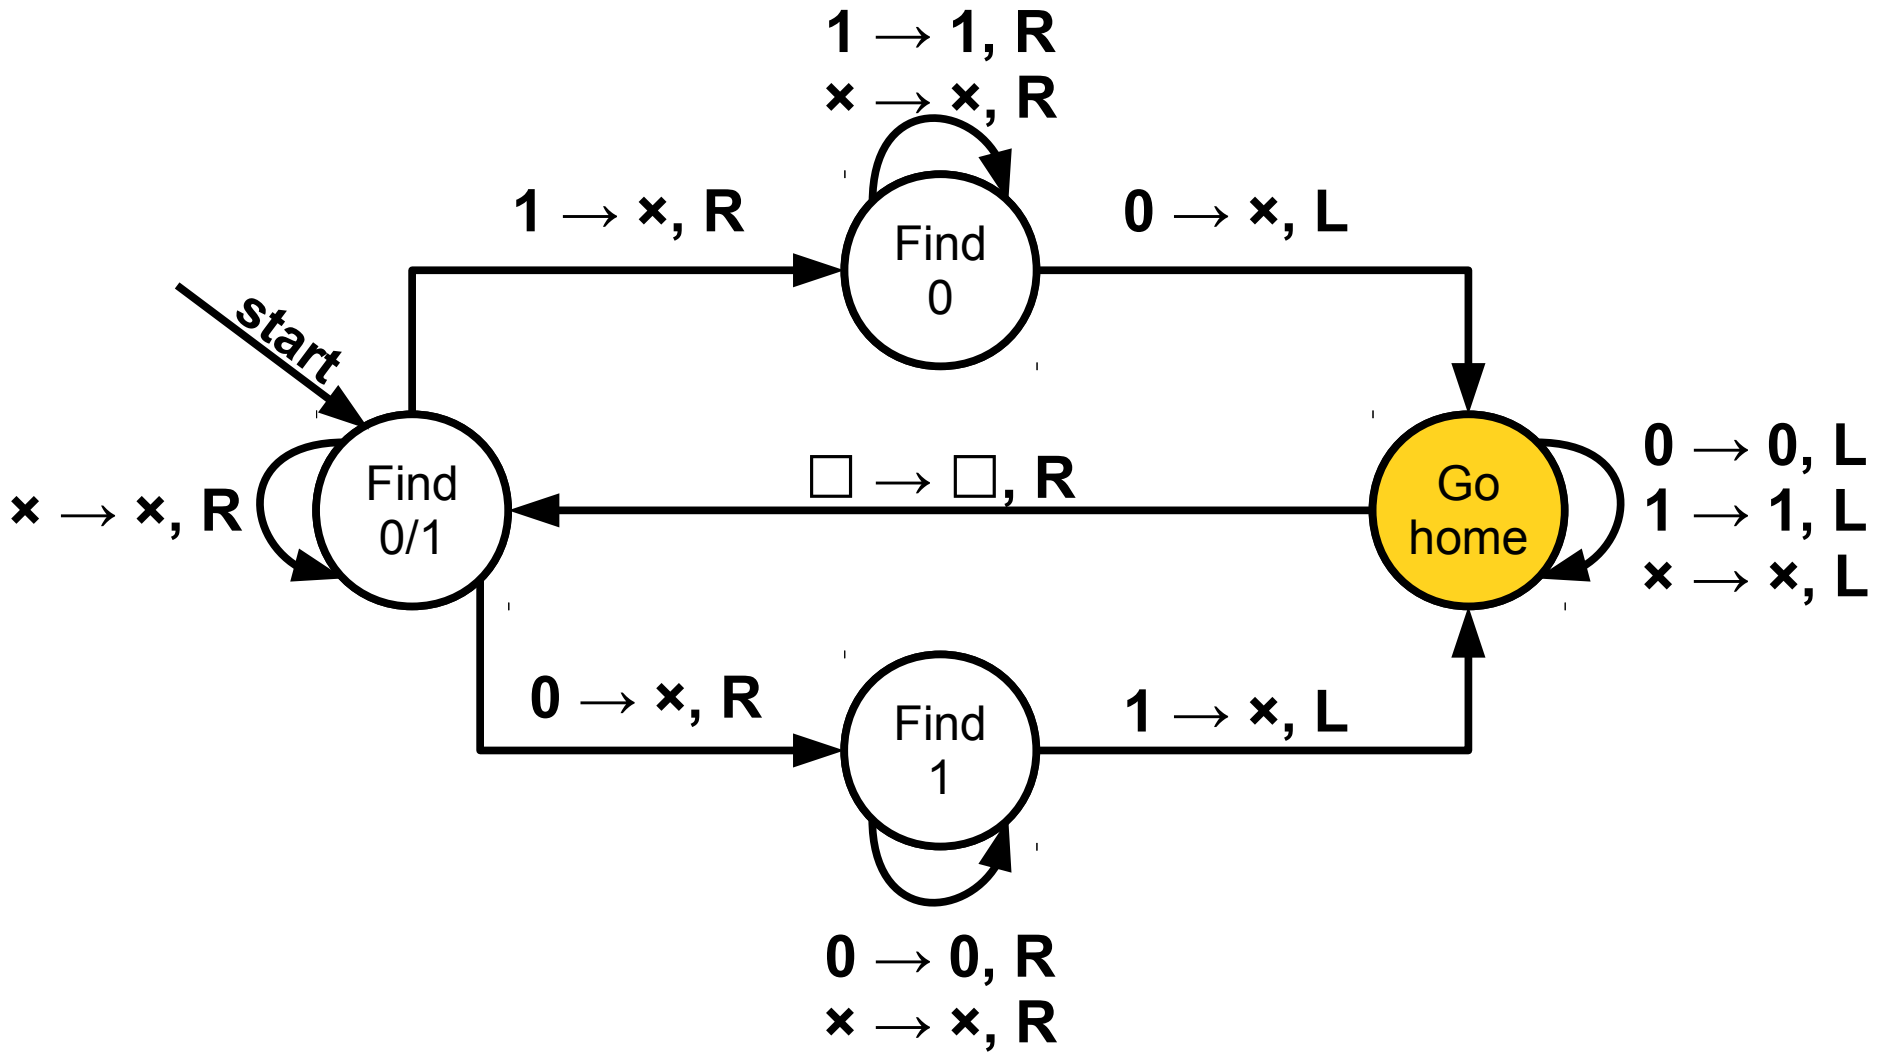 1 → 1, R
× → ×, R
1 → ×, R
0 → ×, L
Find
0
start
× → ×, R
Find
0/1
□ → □, R
Go
home
0 → 0, L
1 → 1, L
× → ×, L
0 → ×, R
1 → ×, L
Find
1
0 → 0, R
× → ×, R